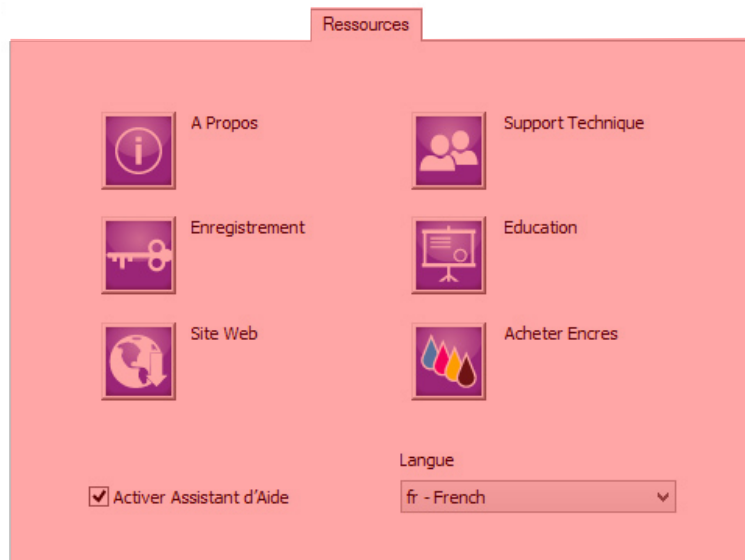 Ressources
A Propos
Support Technique
Enregistrement
Education
Site Web
Acheter Encres
Langue
Activer Assistant d'Aide
fr - French